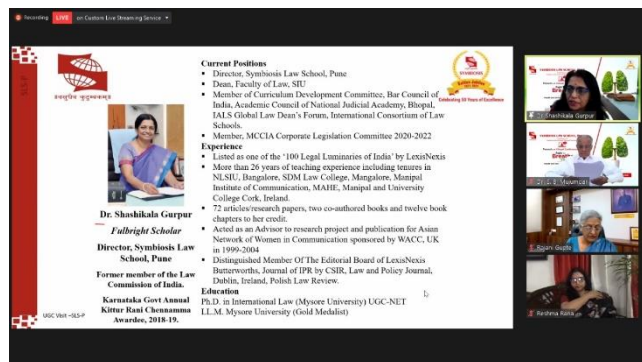 Recording
LIVE
on Custom Live Streaming Service
SLS-P
वसुधैव कुटुम्बकम्
Dr. Shashikala Gurpur
Fulbright Scholar
Director, Symbiosis Law
School, Pune
Former member of the Law
Commission of India.
Karnataka Govt Annual
Kittur Rani Chennamma
Awardee, 2018-19.
UGC Visit –SLS-P
Current Positions
Director, Symbiosis Law School, Pune
Dean, Faculty of Law, SIU
Member of Curriculum Development Committee, Bar Council of
India, Academic Council of National Judicial Academy, Bhopal,
IALS Global Law Dean's Forum, International Consortium of Law
Schools.
Member, MCCIA Corporate Legislation Committee 2020-2022
Experience
Listed as one of the '100 Legal Luminaries of India' by LexisNexis
More than 26 years of teaching experience including tenures in
NLSIU, Bangalore, SDM Law College, Mangalore, Manipal
Institute of Communication, MAHE, Manipal and University
College Cork, Ireland.
72 articles/research papers, two co-authored books and twelve book
chapters to her credit.
Acted as an Advisor to research project and publication for Asian
Network of Women in Communication sponsored by WACC, UK
in 1999-2004
Distinguished Member Of The Editorial Board of LexisNexis
Butterworths, Journal of IPR by CSIR, Law and Policy Journal,
Dublin, Ireland, Polish Law Review.
Education
Ph.D. in International Law (Mysore University) UGC-NET
LL.M. Mysore University (Gold Medalist)
SYMBIOSIS
Celebrating 50 Years of Excellence
Dr. Shashikala Gurpur
Dr. S. B. Mujumdar
Rajani Gupte
Reshma Rana